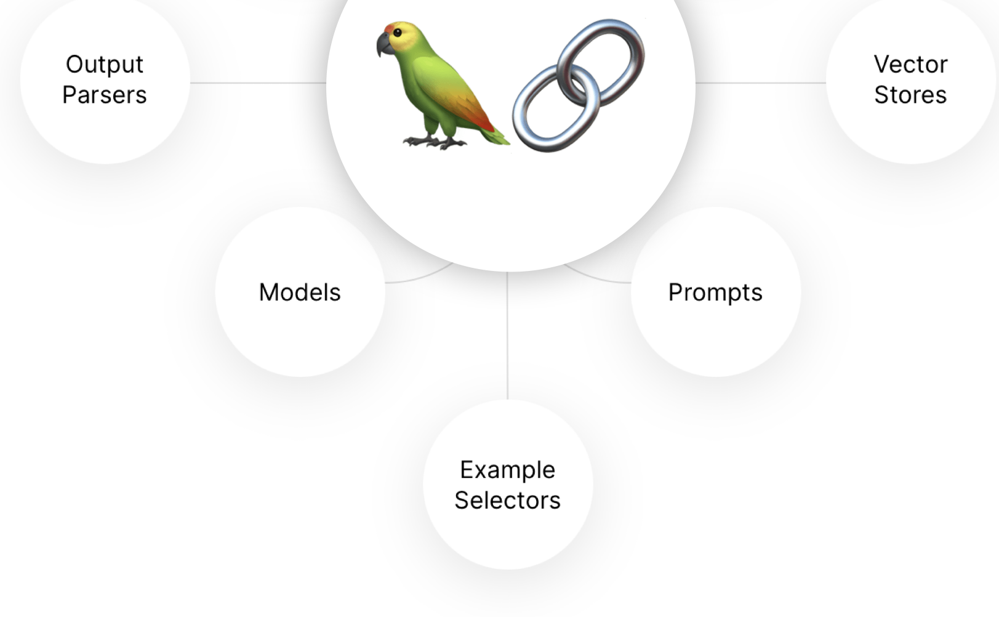 Output
Parsers
Vector
Stores
Models
Prompts
Example
Selectors